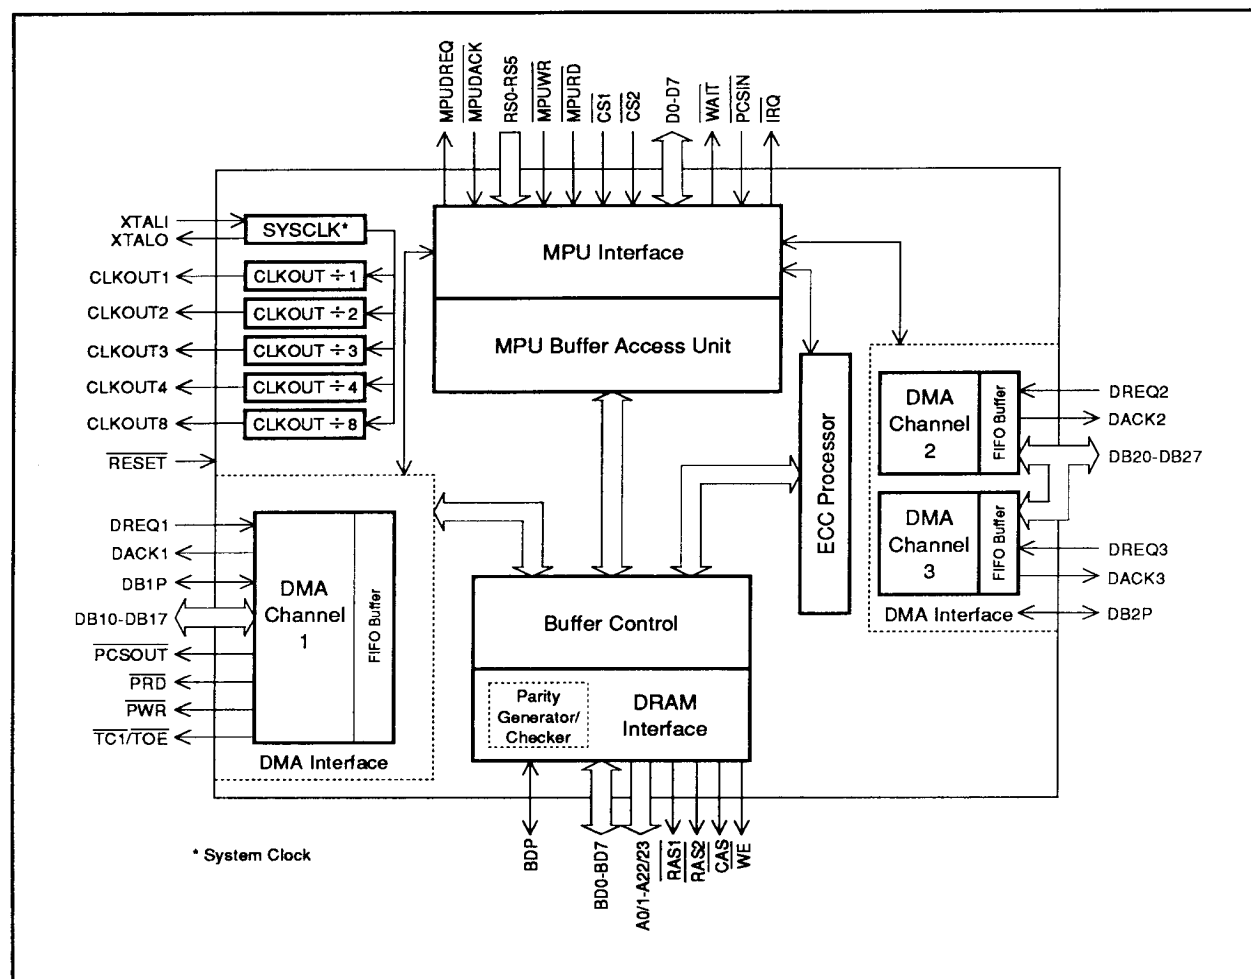 MPUDREQ
MPUDACK
RS0-RS5
MPUWR
MPURD
CS1
CS2
D0-D7
WAIT
PCSIN
IRQ
XTALI
XTALO
SYSCLK*
CLKOUT1
CLKOUT ÷ 1
CLKOUT2
CLKOUT ÷ 2
CLKOUT3
CLKOUT ÷ 3
CLKOUT4
CLKOUT ÷ 4
CLKOUT8
CLKOUT ÷ 8
RESET
MPU Interface
MPU Buffer Access Unit
ECC Processor
DMA
Channel
2
FIFO Buffer
DREQ2
DACK2
DB20-DB27
DMA
Channel
3
FIFO Buffer
DREQ3
DACK3
DMA Interface
DB2P
DREQ1
DACK1
DB1P
DB10-DB17
PCSOUT
PRD
PWR
TC1/TOE
DMA
Channel
1
FIFO Buffer
DMA Interface
Buffer Control
Parity
Generator/
Checker
DRAM
Interface
BDP
BD0-BD7
A0/1-A22/23
RAS1
RAS2
CAS
WE
* System Clock